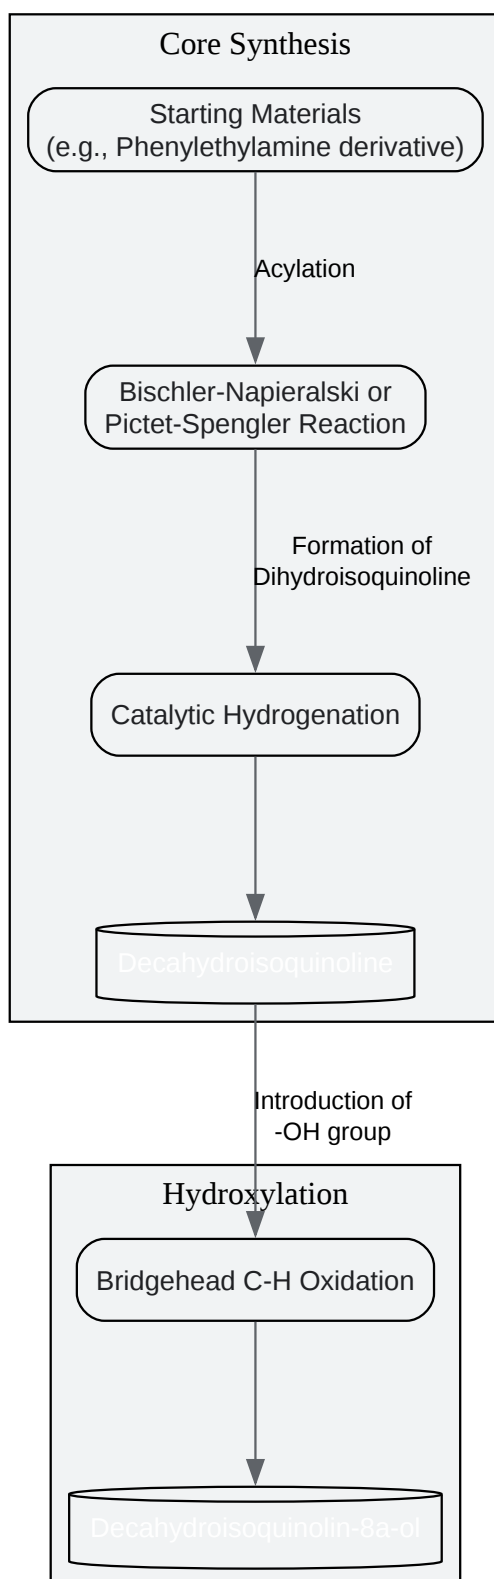 Core Synthesis
Starting Materials
(e.g., Phenylethylamine derivative)
Acylation
Bischler-Napieralski or
Pictet-Spengler Reaction
Formation of
Dihydroisoquinoline
Catalytic Hydrogenation
Decahydroisoquinoline
Introduction of
-OH group
Hydroxylation
Bridgehead C-H Oxidation
Decahydroisoquinolin-8a-ol